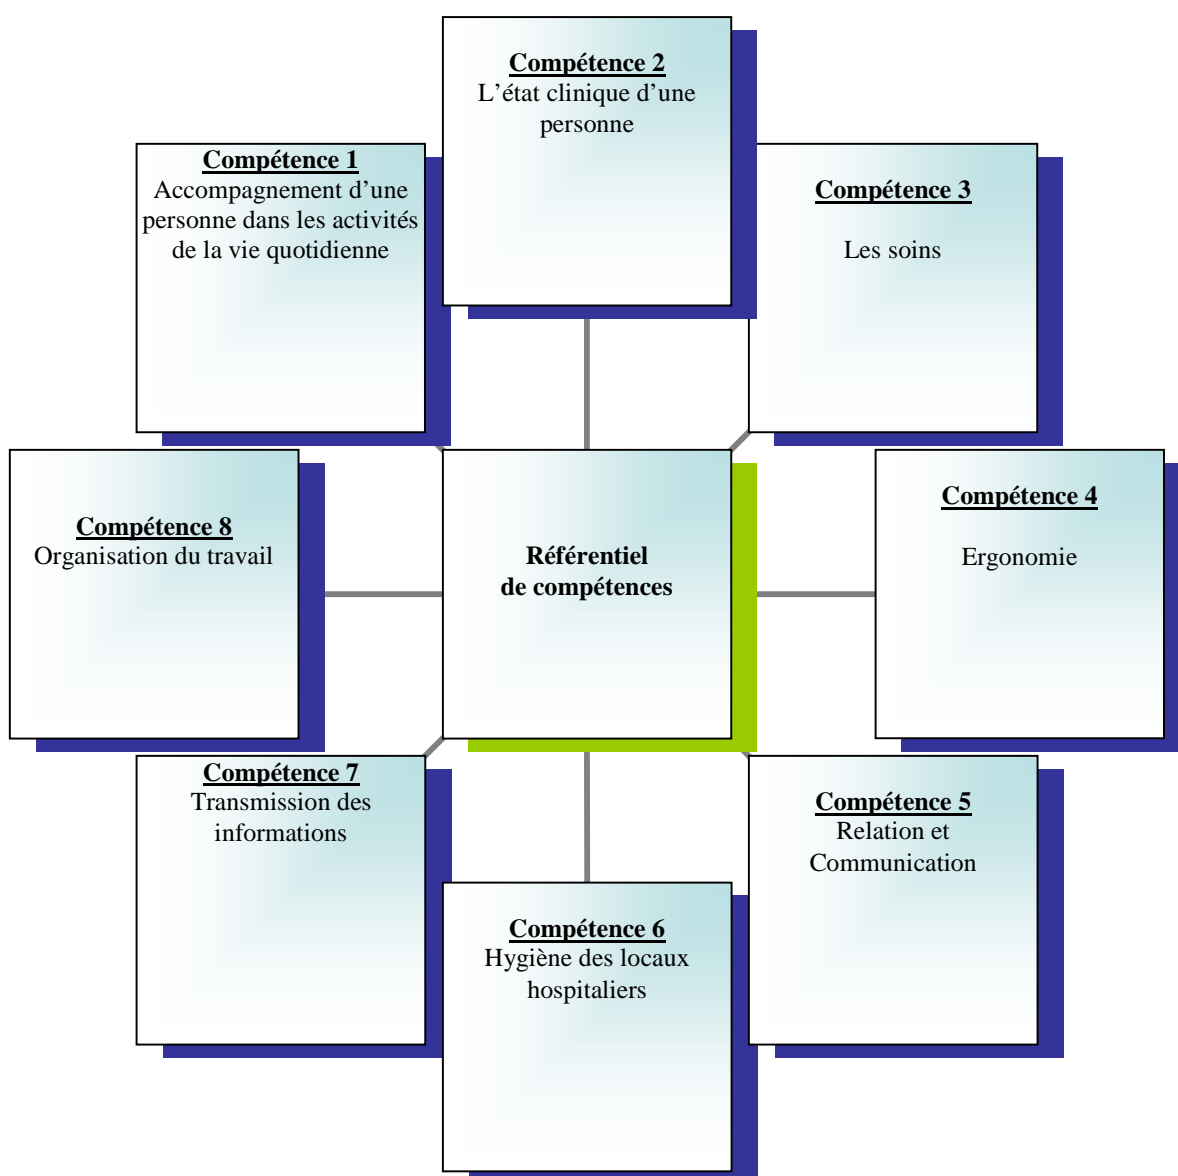 Compétence 1
Accompagnement d’une
personne dans les activités
de la vie quotidienne
Compétence 2
L’état clinique d’une
personne
Compétence 3
Les soins
Compétence 4
Ergonomie
Compétence 5
Relation et
Communication
Compétence 6
Hygiène des locaux
hospitaliers
Compétence 7
Transmission des
informations
Compétence 8
Organisation du travail
Référentiel
de compétences